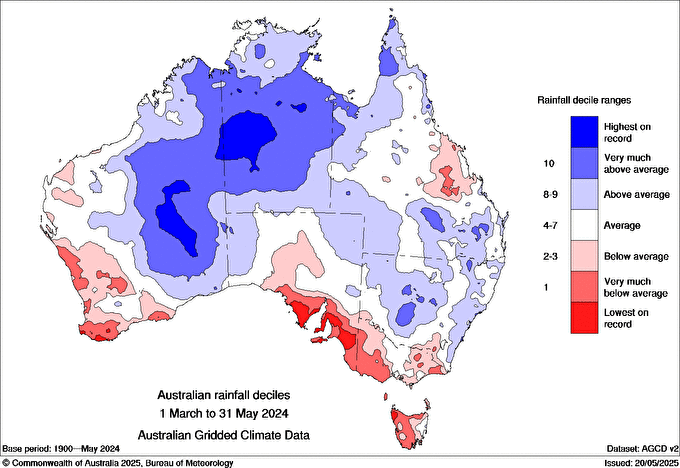 Rainfall decile ranges
Highest on
record
10
Very much
above average
8-9
Above average
4-7
Average
2-3
Below average
1
Very much
below average
Lowest on
record
Australian rainfall deciles
1 March to 31 May 2024
Australian Gridded Climate Data
Base period: 1900—May 2024
Dataset: AGCD v2
© Commonwealth of Australia 2025, Bureau of Meteorology
Issued: 20/05/2025